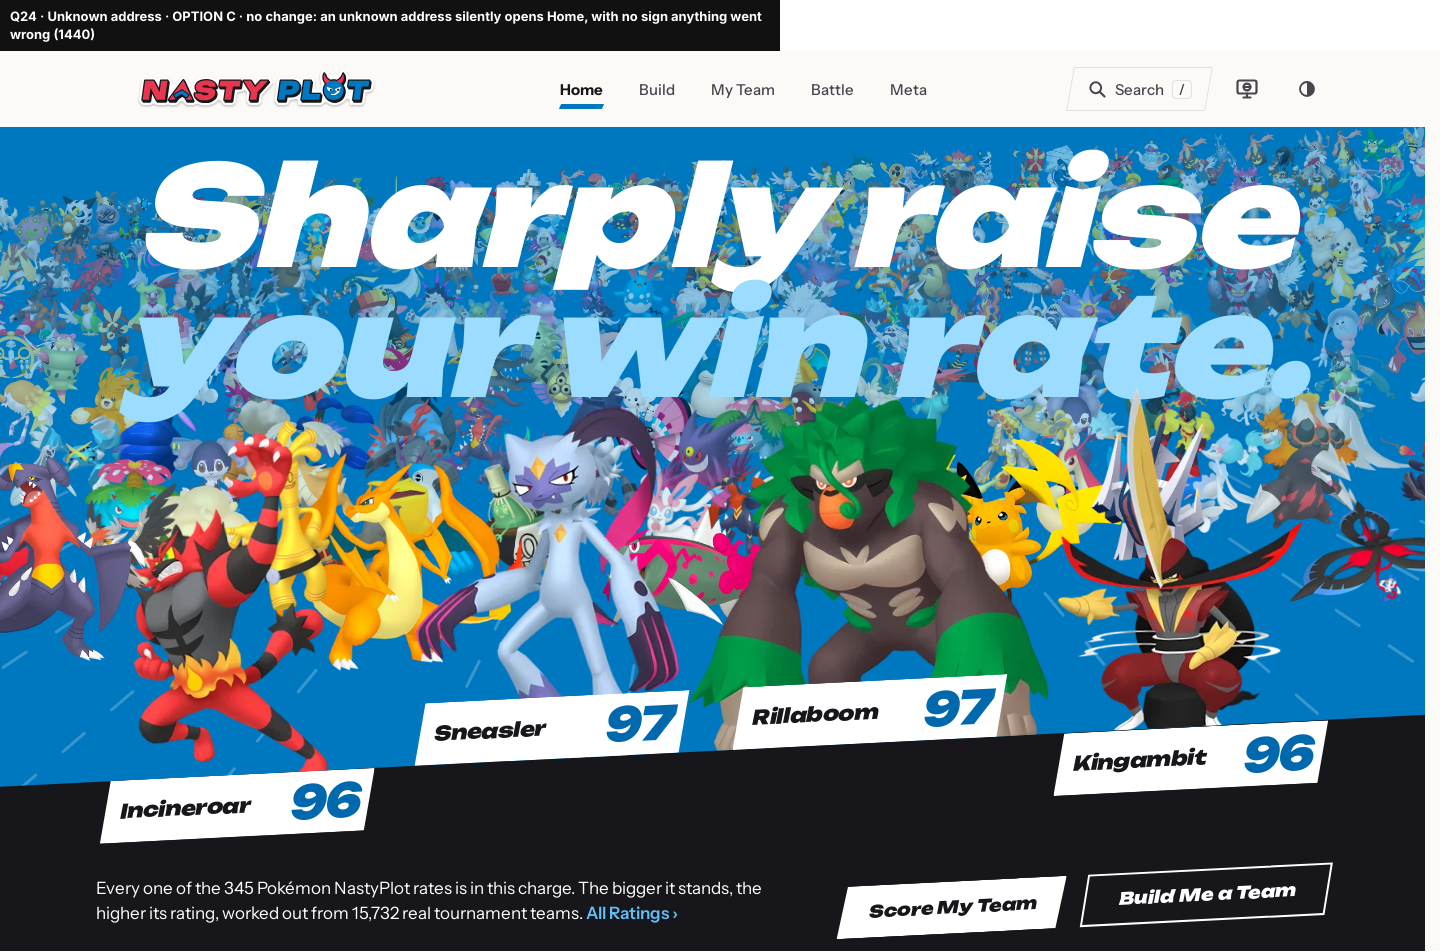 Q24 · Unknown address · OPTION C · no change: an unknown address silently opens Home, with no sign anything went
wrong (1440)
NASTY PLOT
Home
Build
My Team
Battle
Meta
Search /
Sharply raise
your win rate.
Sneasler 97
Rillaboom 97
Kingambit 96
Incineroar 96
Every one of the 345 Pokémon NastyPlot rates is in this charge. The bigger it stands, the
higher its rating, worked out from 15,732 real tournament teams. All Ratings ›
Score My Team
Build Me a Team